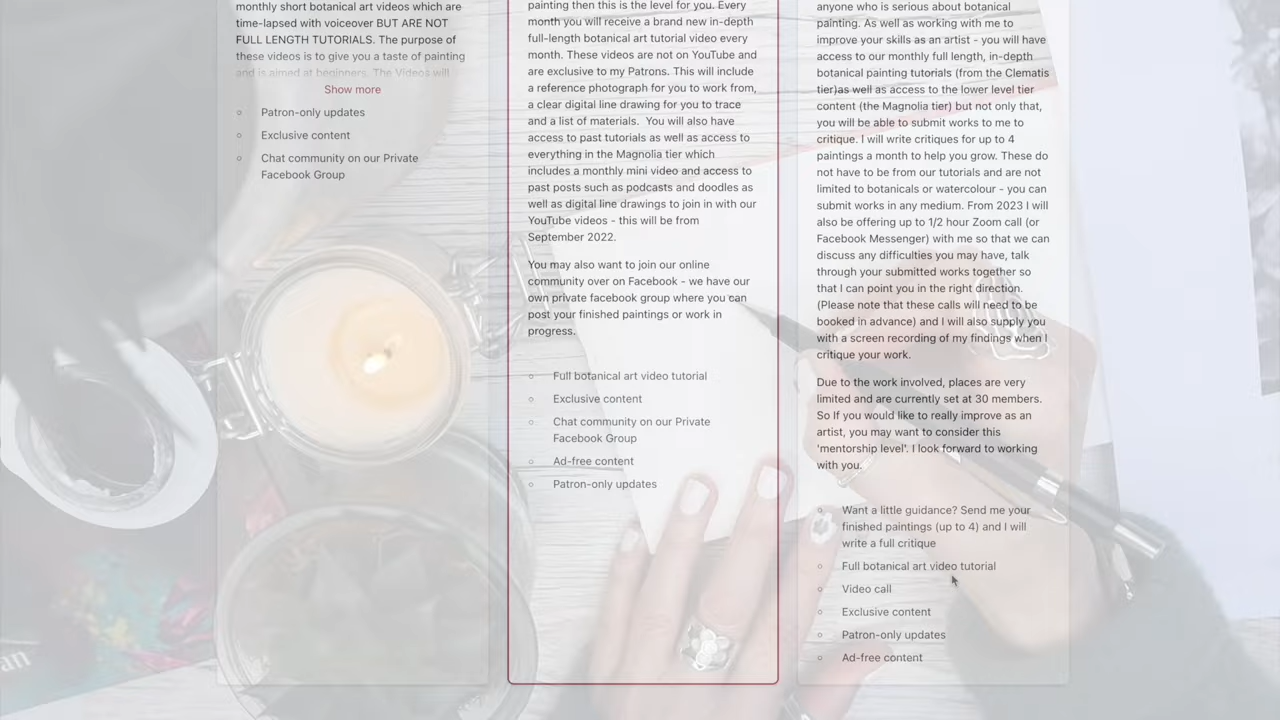 monthly short botanical art videos which are
time-lapsed with voiceover BUT ARE NOT
FULL LENGTH TUTORIALS. The purpose of
these videos is to give you a taste of painting
and is aimed at beginners. The Videos will
Show more
Patron-only updates
Exclusive content
Chat community on our Private
Facebook Group
painting then this is the level for you. Every
month you will receive a brand new in-depth
full-length botanical art tutorial video every
month. These videos are not on YouTube and
are exclusive to my Patrons. This will include
a reference photograph for you to work from,
a clear digital line drawing for you to trace
and a list of materials. You will also have
access to past tutorials as well as access to
everything in the Magnolia tier which
includes a monthly mini video and access to
past posts such as podcasts and doodles as
well as digital line drawings to join in with our
YouTube videos - this will be from
September 2022.
You may also want to join our online
community over on Facebook - we have our
own private facebook group where you can
post your finished paintings or work in
progress.
Full botanical art video tutorial
Exclusive content
Chat community on our Private
Facebook Group
Ad-free content
Patron-only updates
anyone who is serious about botanical
painting. As well as working with me to
improve your skills as an artist - you will have
access to our monthly full length, in-depth
botanical painting tutorials (from the Clematis
tier)as well as access to the lower level tier
content (the Magnolia tier) but not only that,
you will be able to submit works to me to
critique. I will write critiques for up to 4
paintings a month to help you grow. These do
not have to be from our tutorials and are not
limited to botanicals or watercolour - you can
submit works in any medium. From 2023 I will
also be offering up to 1/2 hour Zoom call (or
Facebook Messenger) with me so that we can
discuss any difficulties you may have, talk
through your submitted works together so
that I can point you in the right direction.
(Please note that these calls will need to be
booked in advance) and I will also supply you
with a screen recording of my findings when I
critique your work.
Due to the work involved, places are very
limited and are currently set at 30 members.
So If you would like to really improve as an
artist, you may want to consider this
'mentorship level'. I look forward to working
with you.
Want a little guidance? Send me your
finished paintings (up to 4) and I will
write a full critique
Full botanical art video tutorial
Video call
Exclusive content
Patron-only updates
Ad-free content